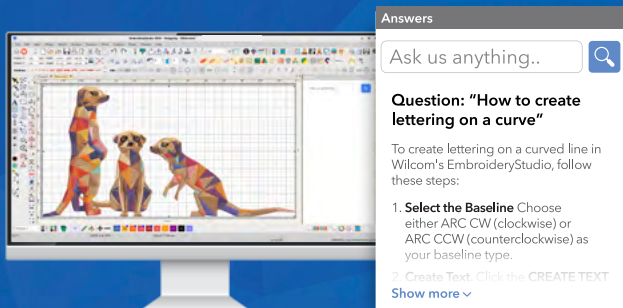 Answers
Ask us anything..
Question: “How to create
lettering on a curve”
To create lettering on a curved line in
Wilcom's EmbroideryStudio, follow
these steps:
1. Select the Baseline Choose
either ARC CW (clockwise) or
ARC CCW (counterclockwise) as
your baseline type.
2. Create Text. Click the CREATE TEXT
Show more